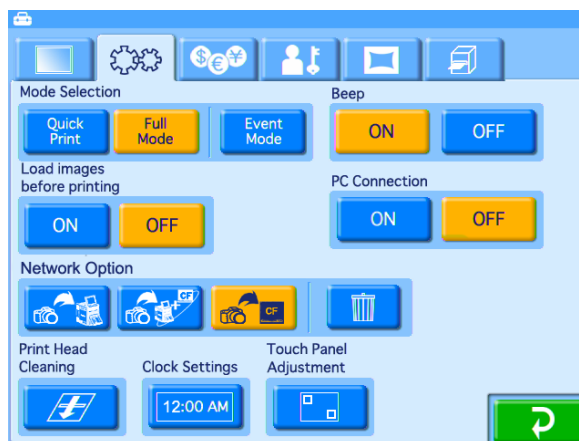 $ € ¥
Mode Selection
Quick
Print
Full
Mode
Event
Mode
Beep
ON
OFF
Load images
before printing
ON
OFF
PC Connection
ON
OFF
Network Option
CF
CF
Print Head
Cleaning
Clock Settings
12:00 AM
Touch Panel
Adjustment